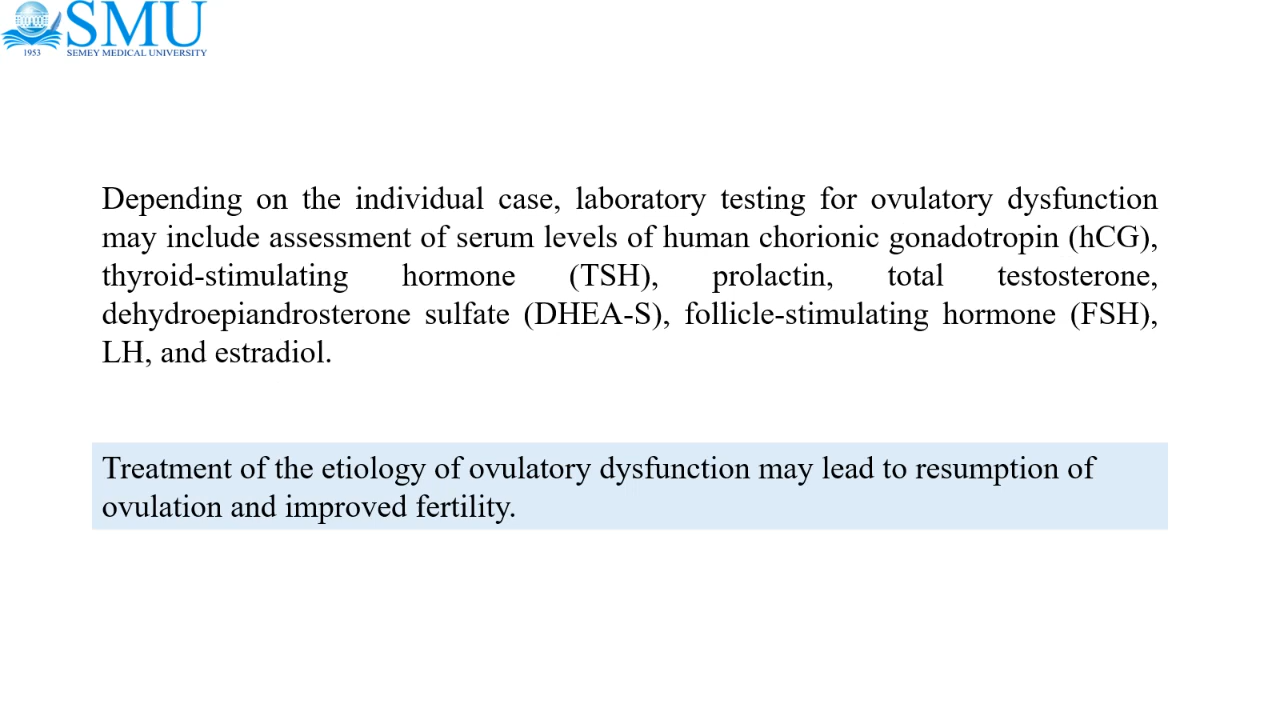 SMU
1953
SEMEY MEDICAL UNIVERSITY
Depending on the individual case, laboratory testing for ovulatory dysfunction
may include assessment of serum levels of human chorionic gonadotropin (hCG),
thyroid-stimulating hormone (TSH), prolactin, total testosterone,
dehydroepiandrosterone sulfate (DHEA-S), follicle-stimulating hormone (FSH),
LH, and estradiol.
Treatment of the etiology of ovulatory dysfunction may lead to resumption of
ovulation and improved fertility.